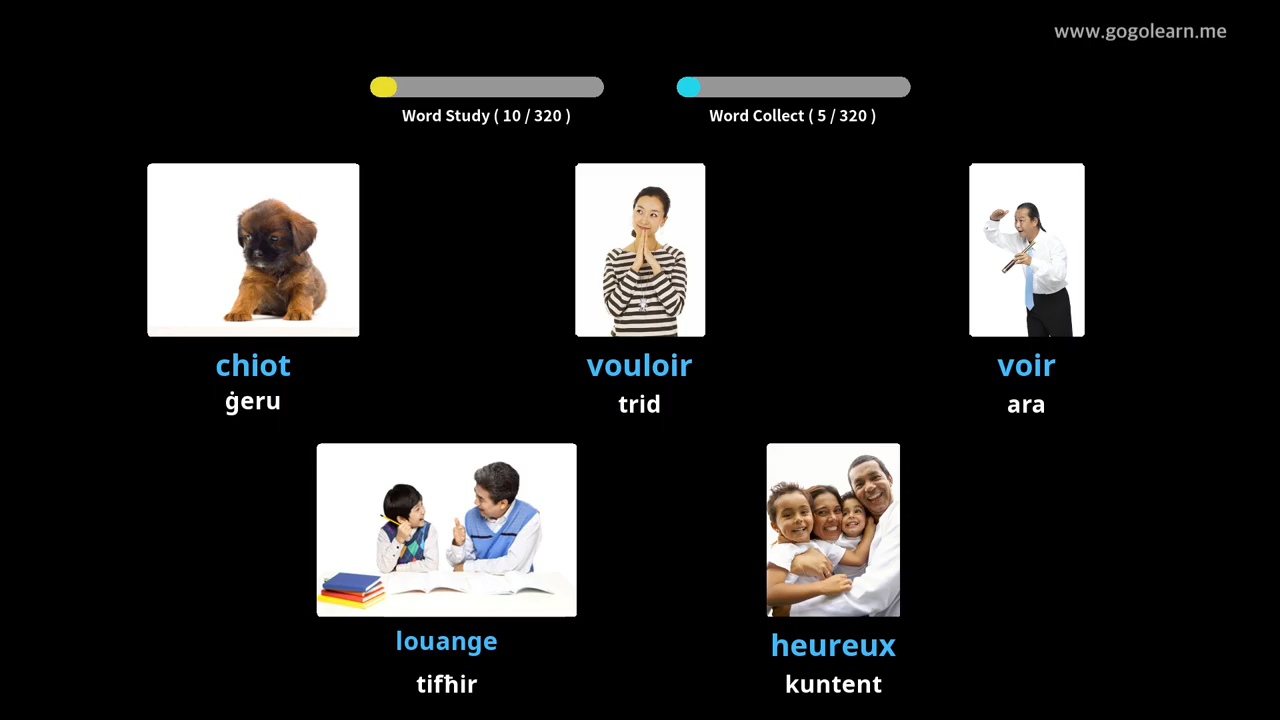 www.gogolearn.me
Word Study ( 10 / 320 )
Word Collect ( 5 / 320 )
chiot
ġeru
vouloir
trid
voir
ara
louange
tifħir
heureux
kuntent